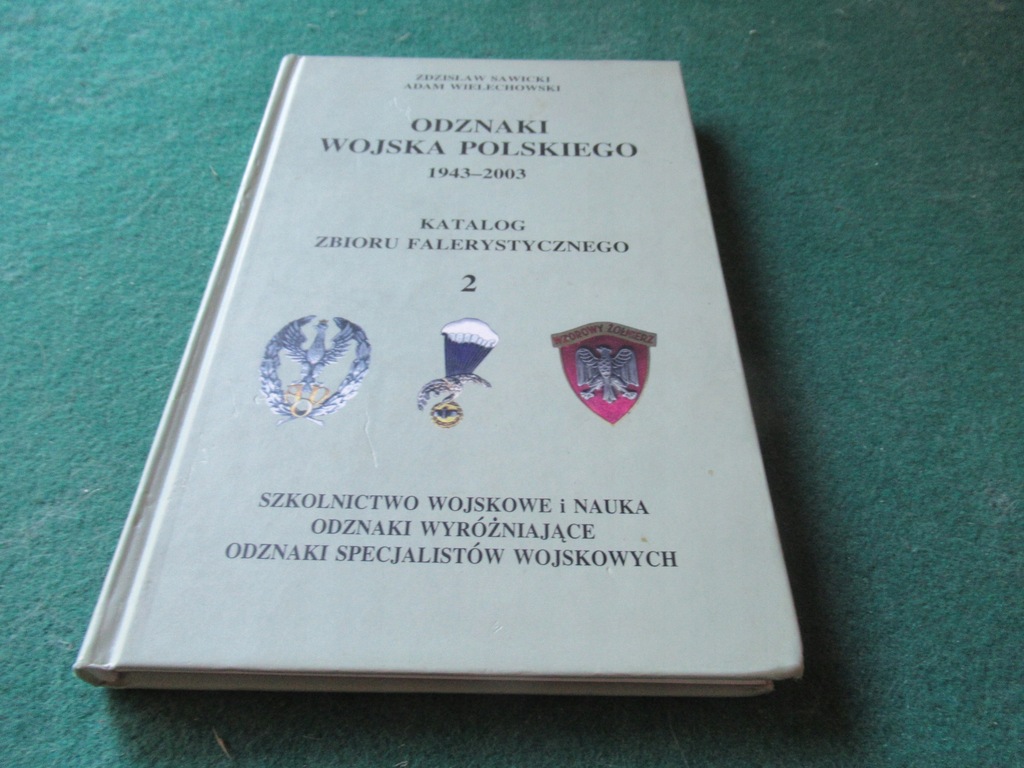 ZDZISŁAW SAWICKI
ADAM WIELECHOWSKI
ODZNAKI
WOJSKA POLSKIEGO
1943–2003
KATALOG
ZBIORU FALERYSTYCZNEGO
2
WZOROWY ŻOŁNIERZ
SZKOLNICTWO WOJSKOWE i NAUKA
ODZNAKI WYRÓŻNIAJĄCE
ODZNAKI SPECJALISTÓW WOJSKOWYCH